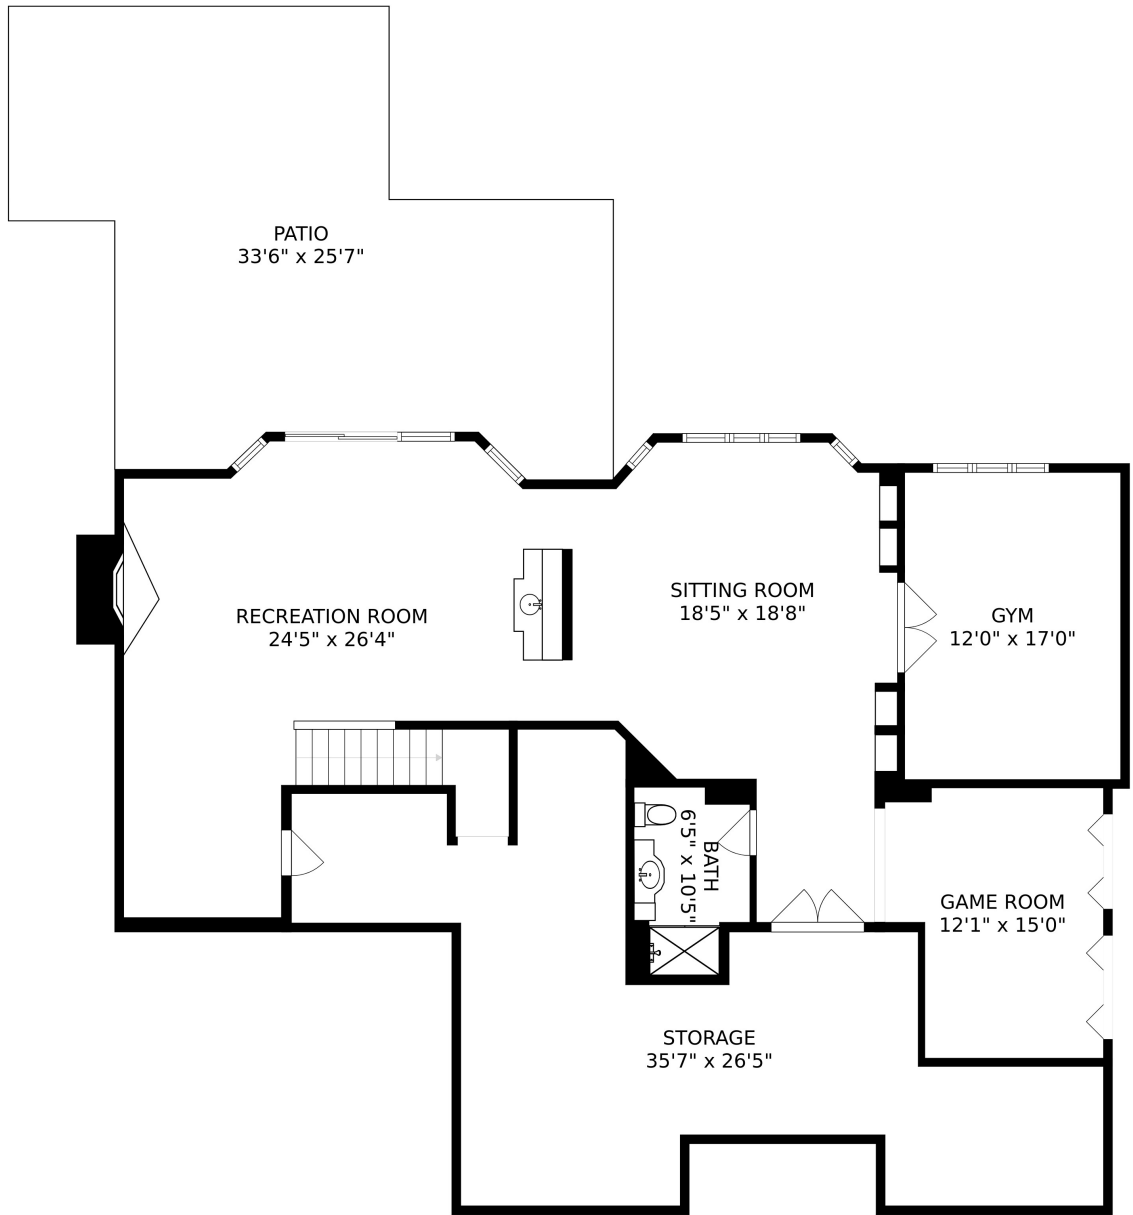 PATIO
33'6" x 25'7"
RECREATION ROOM
24'5" x 26'4"
SITTING ROOM
18'5" x 18'8"
GYM
12'0" x 17'0"
BATH
6'5" x 10'5"
GAME ROOM
12'1" x 15'0"
STORAGE
35'7" x 26'5"